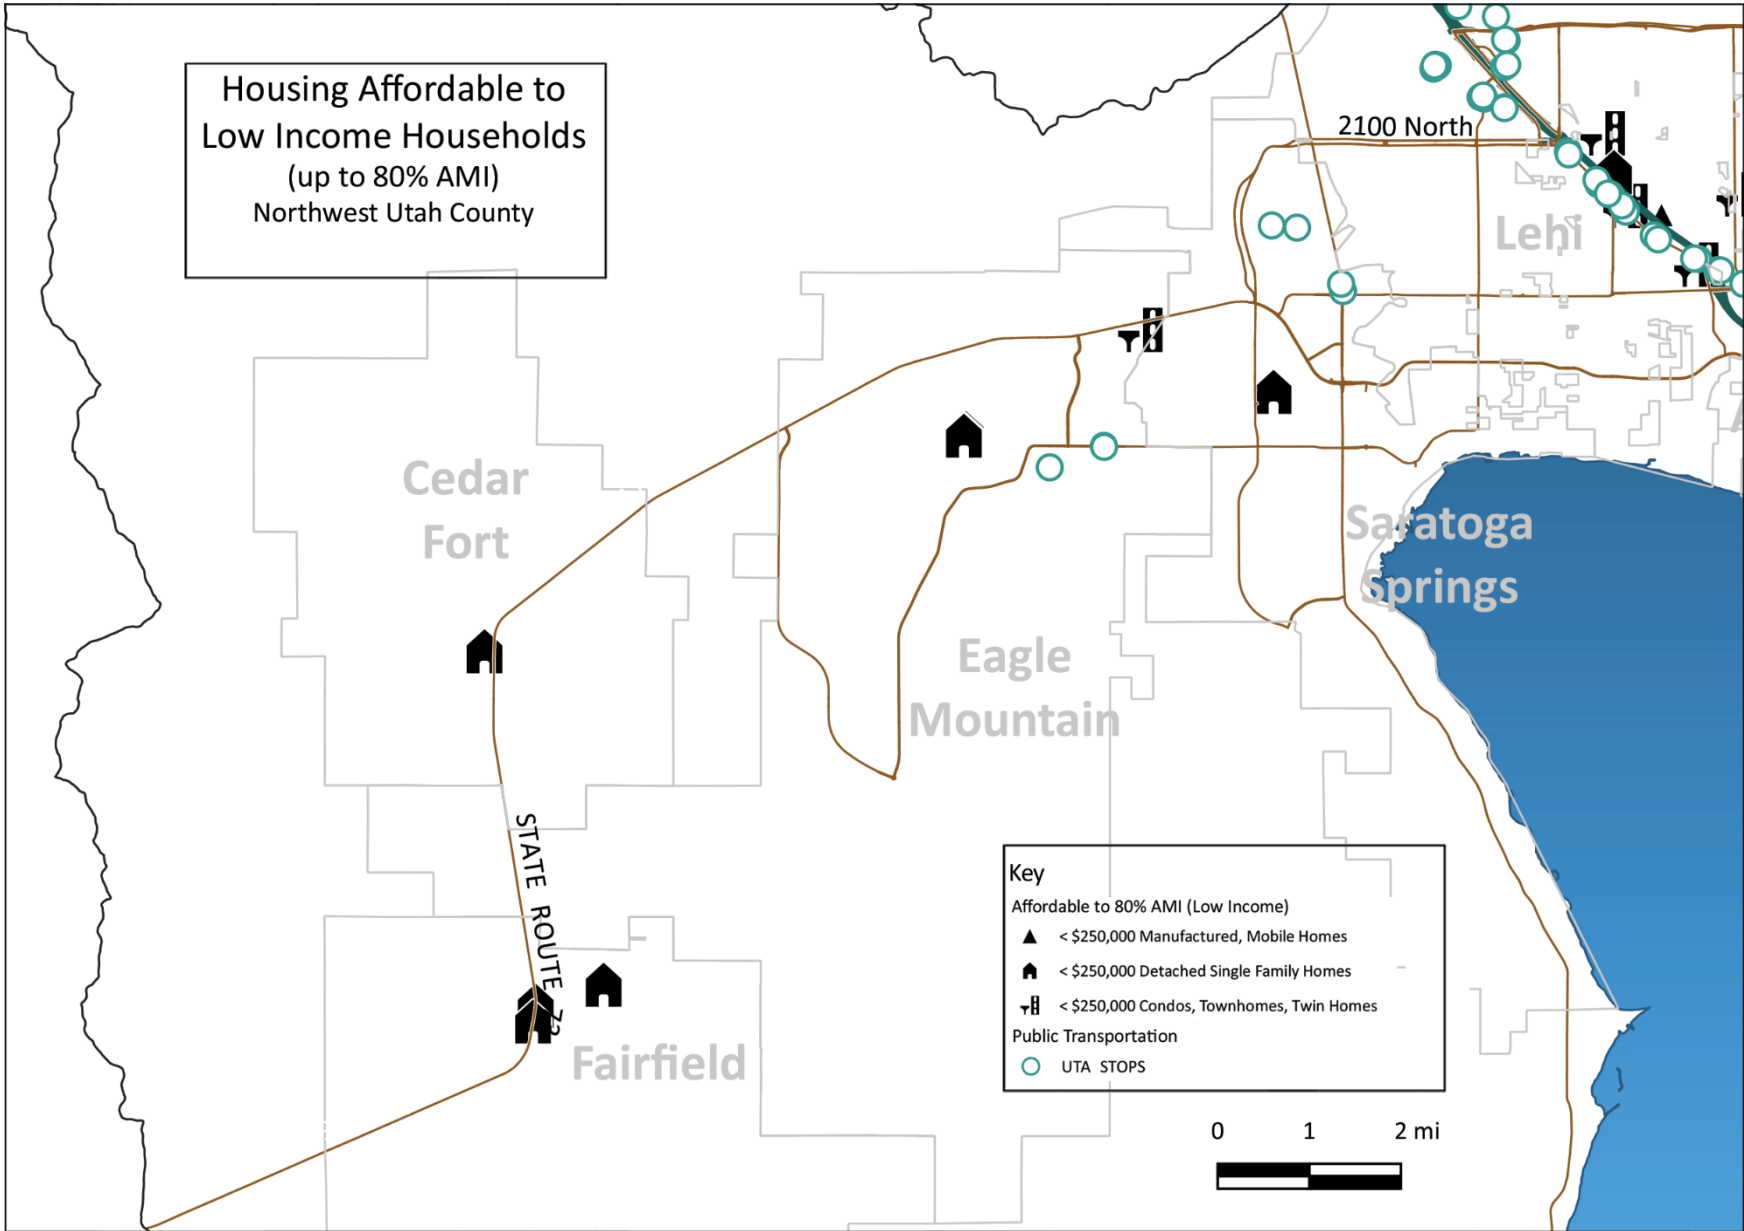 Housing Affordable to
Low Income Households
(up to 80% AMI)
Northwest Utah County
2100 North
Lehi
Cedar
Fort
Saratoga
Springs
Eagle
Mountain
STATE ROUTE 73
Fairfield
Key
Affordable to 80% AMI (Low Income)
< $250,000 Manufactured, Mobile Homes
< $250,000 Detached Single Family Homes
< $250,000 Condos, Townhomes, Twin Homes
Public Transportation
UTA STOPS
0 1 2 mi